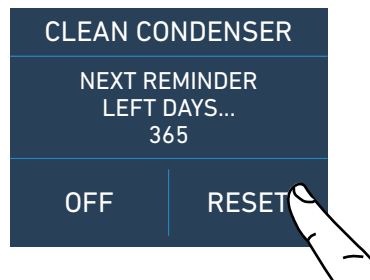 CLEAN CONDENSER
NEXT REMINDER
LEFT DAYS...
365
OFF
RESET